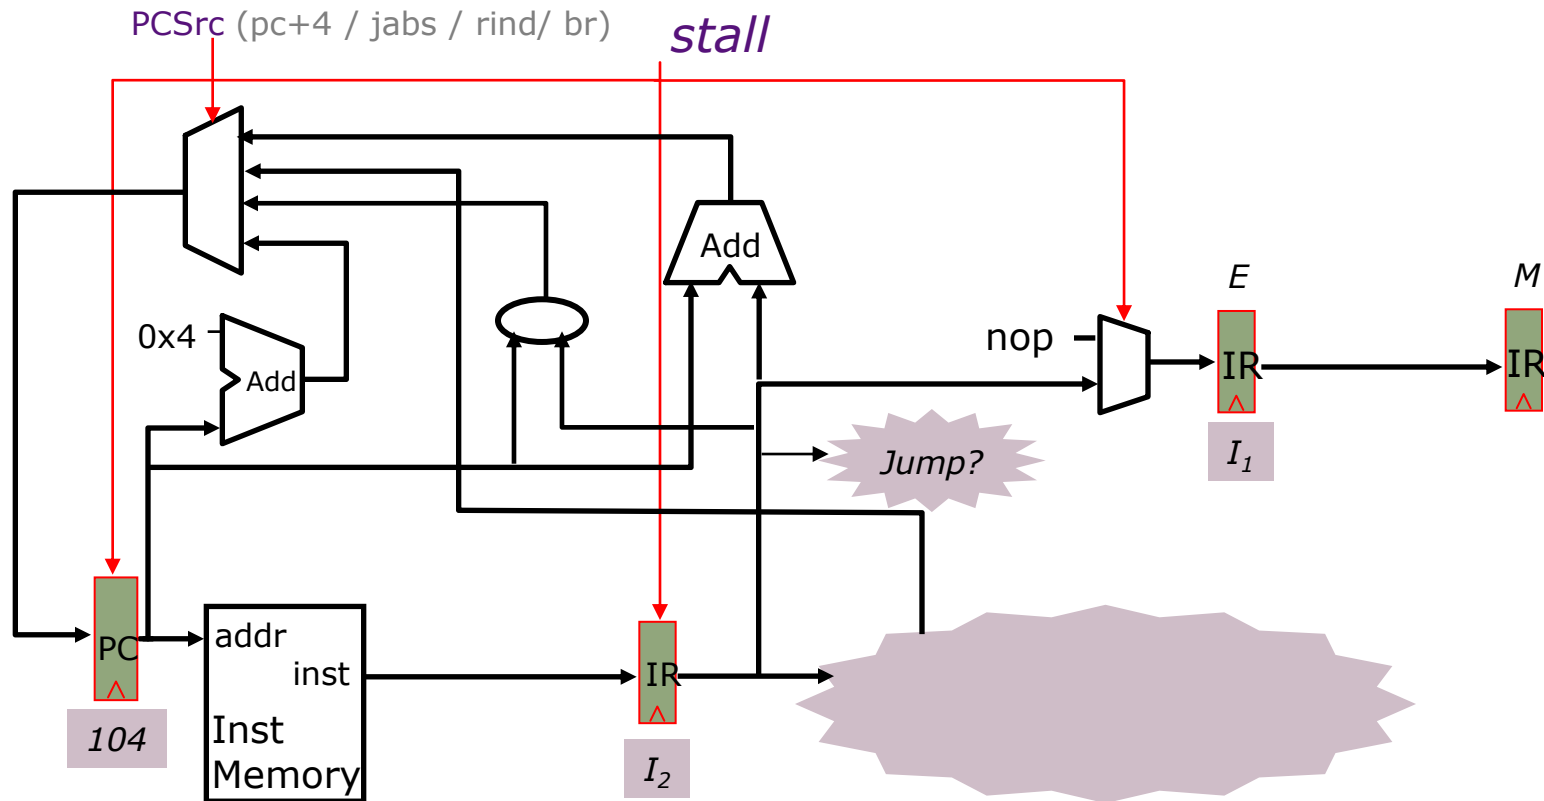 PCSrc (pc+4 / jabs / rind/ br)
stall
Add
E
M
0x4
nop
Add
IR
IR
Jump?
I₁
addr
PC
inst
IR
Inst
Memory
104
I₂